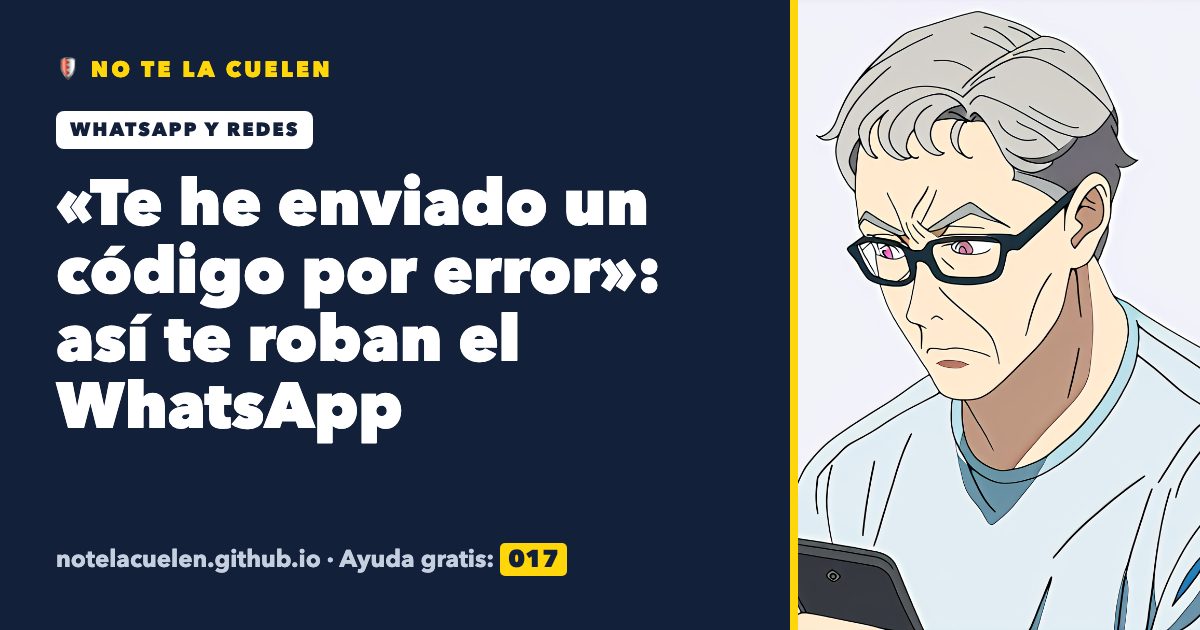 NO TE LA CUELEN
WHATSAPP Y REDES
«Te he enviado un
código por error»:
así te roban el
WhatsApp
notelacuelen.github.io · Ayuda gratis: 017